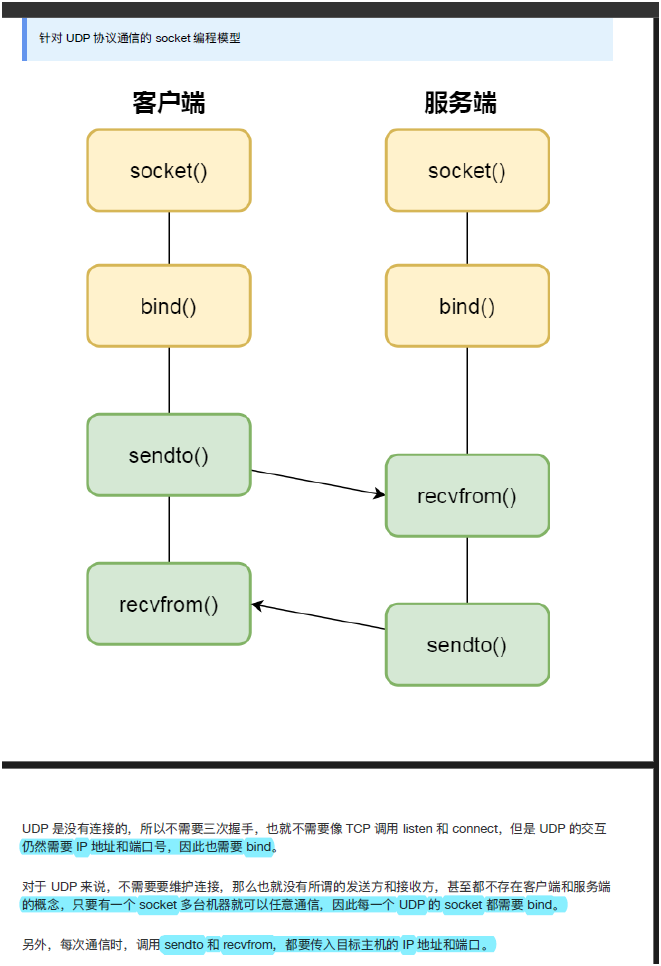 针对 UDP 协议通信的 socket 编程模型
客户端
服务端
socket()
socket()
bind()
bind()
sendto()
recvfrom()
recvfrom()
sendto()
UDP 是没有连接的，所以不需要三次握手，也就不需要像 TCP 调用 listen 和 connect，但是 UDP 的交互
仍然需要 IP 地址和端口号，因此也需要 bind。
对于 UDP 来说，不需要要维护连接，那么也就没有所谓的发送方和接收方，甚至都不存在客户端和服务端
的概念，只要有一个 socket 多台机器就可以任意通信，因此每一个 UDP 的 socket 都需要 bind。
另外，每次通信时，调用 sendto 和 recvfrom，都要传入目标主机的 IP 地址和端口。